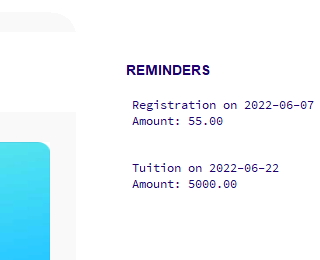 REMINDERS
Registration on 2022-06-07
Amount: 55.00
Tuition on 2022-06-22
Amount: 5000.00